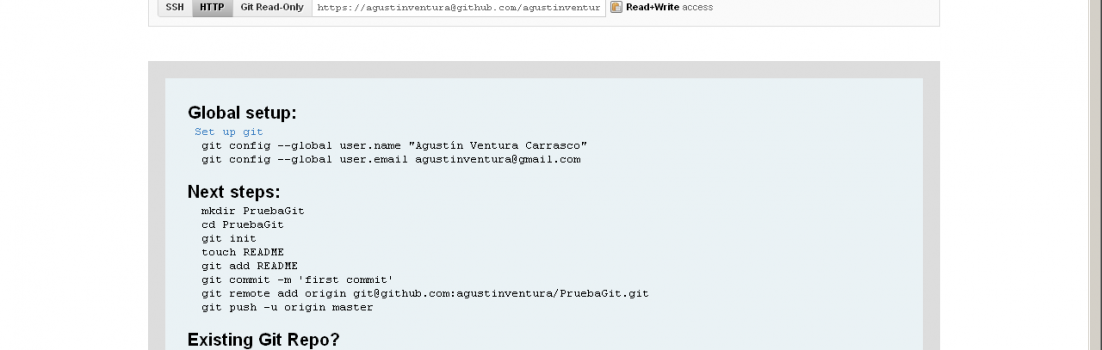 SSH HTTP Git Read-Only https://agustinventura@github.com/agustinventur Read+Write access
Global setup:
Set up git
git config --global user.name "Agustín Ventura Carrasco"
git config --global user.email agustinventura@gmail.com
Next steps:
mkdir PruebaGit
cd PruebaGit
git init
touch README
git add README
git commit -m 'first commit'
git remote add origin git@github.com:agustinventura/PruebaGit.git
git push -u origin master
Existing Git Repo?